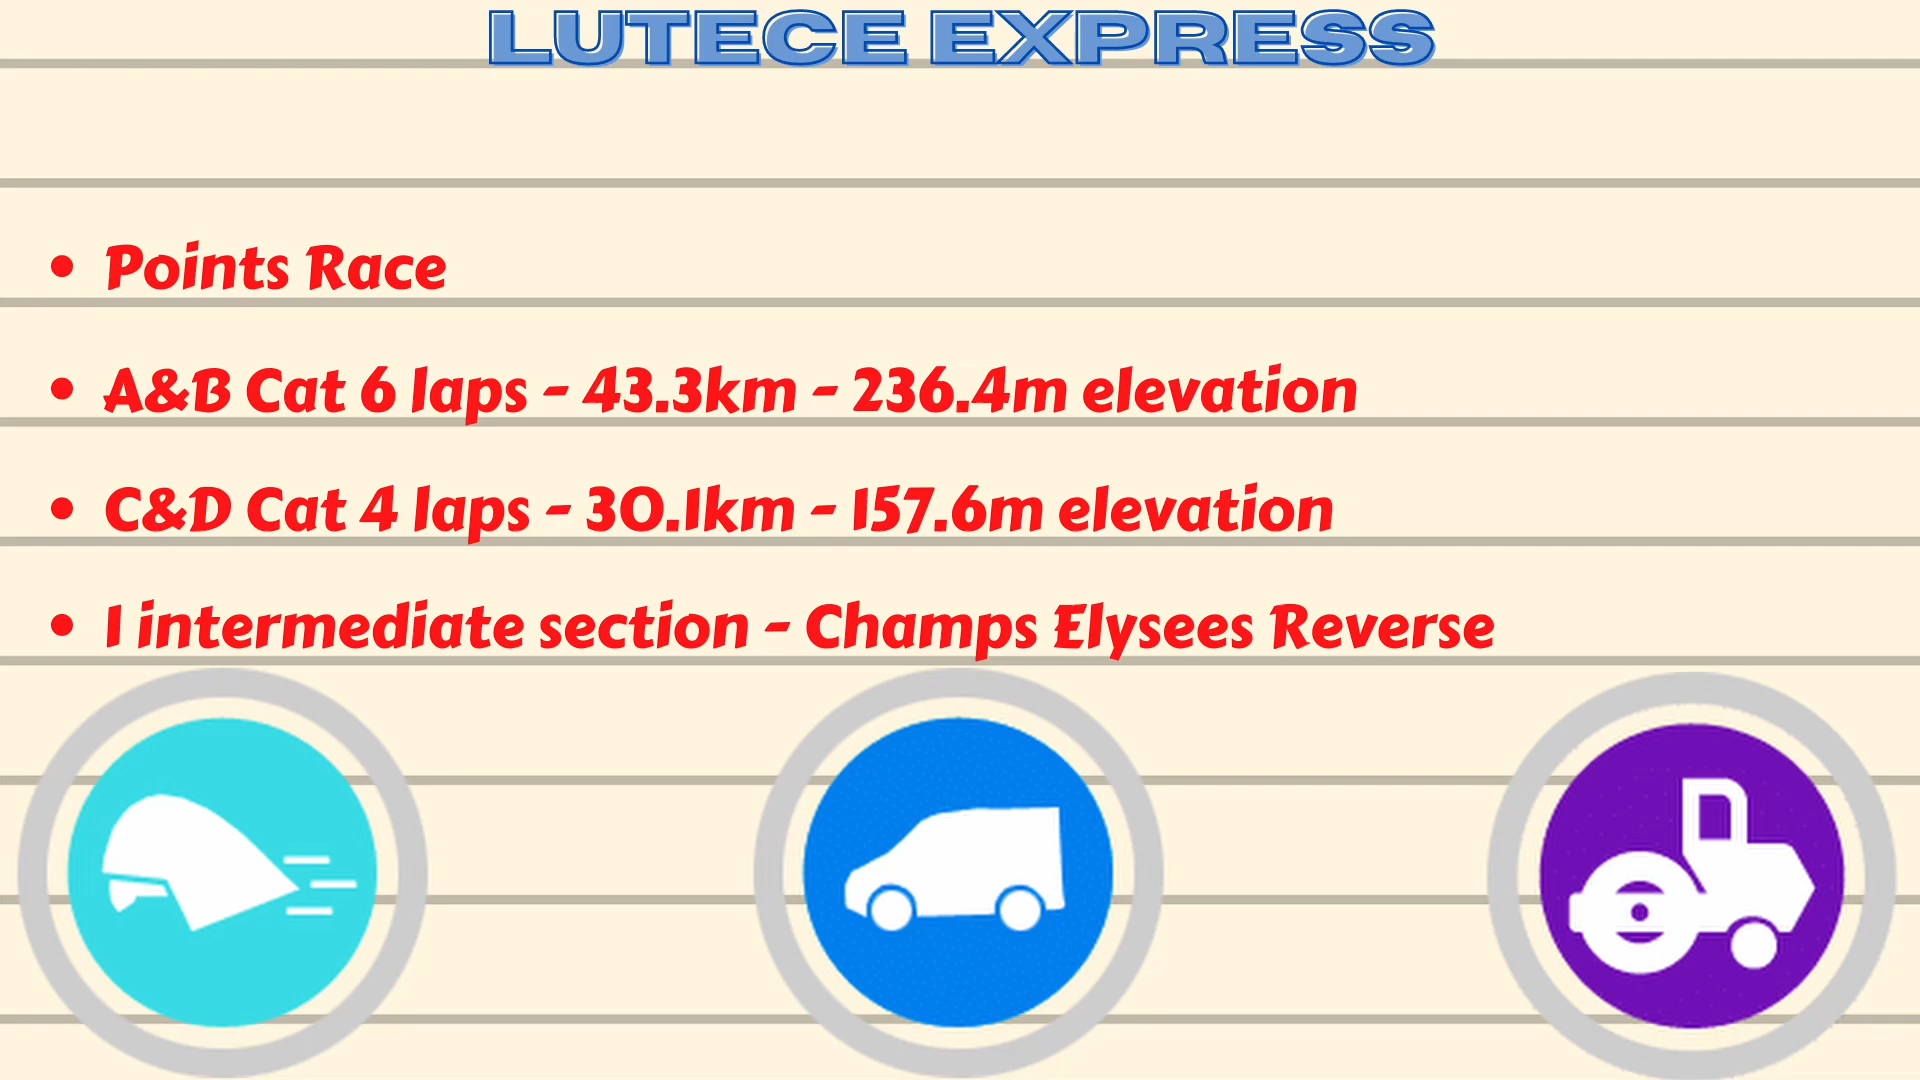 LUTECE EXPRESS
• Points Race
• A&B Cat 6 laps - 43.3km - 236.4m elevation
• C&D Cat 4 laps - 30.1km - 157.6m elevation
• 1 intermediate section - Champs Elysees Reverse